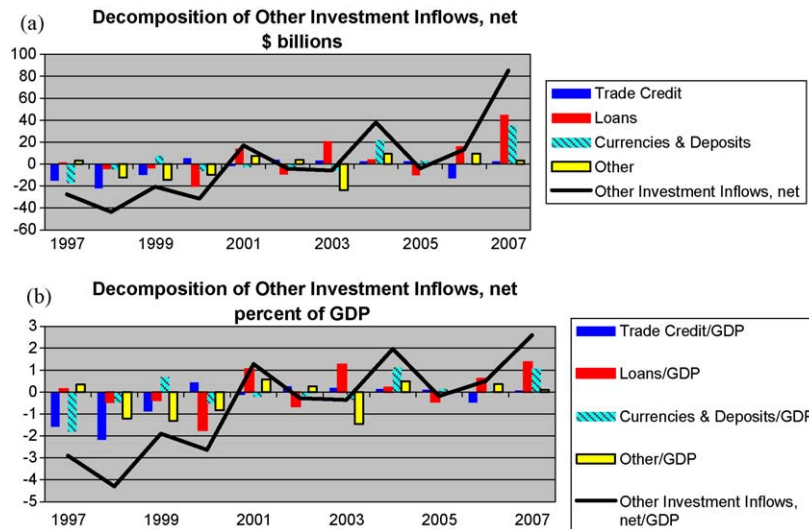 (a)
Decomposition of Other Investment Inflows, net
$ billions
100
80
60
40
20
0
-20
-40
-60
1997 1999 2001 2003 2005 2007
Trade Credit
Loans
Currencies & Deposits
Other
Other Investment Inflows, net
(b)
Decomposition of Other Investment Inflows, net
percent of GDP
3
2
1
0
-1
-2
-3
-4
-5
1997 1999 2001 2003 2005 2007
Trade Credit/GDP
Loans/GDP
Currencies & Deposits/GDP
Other/GDP
Other Investment Inflows,
net/GDP